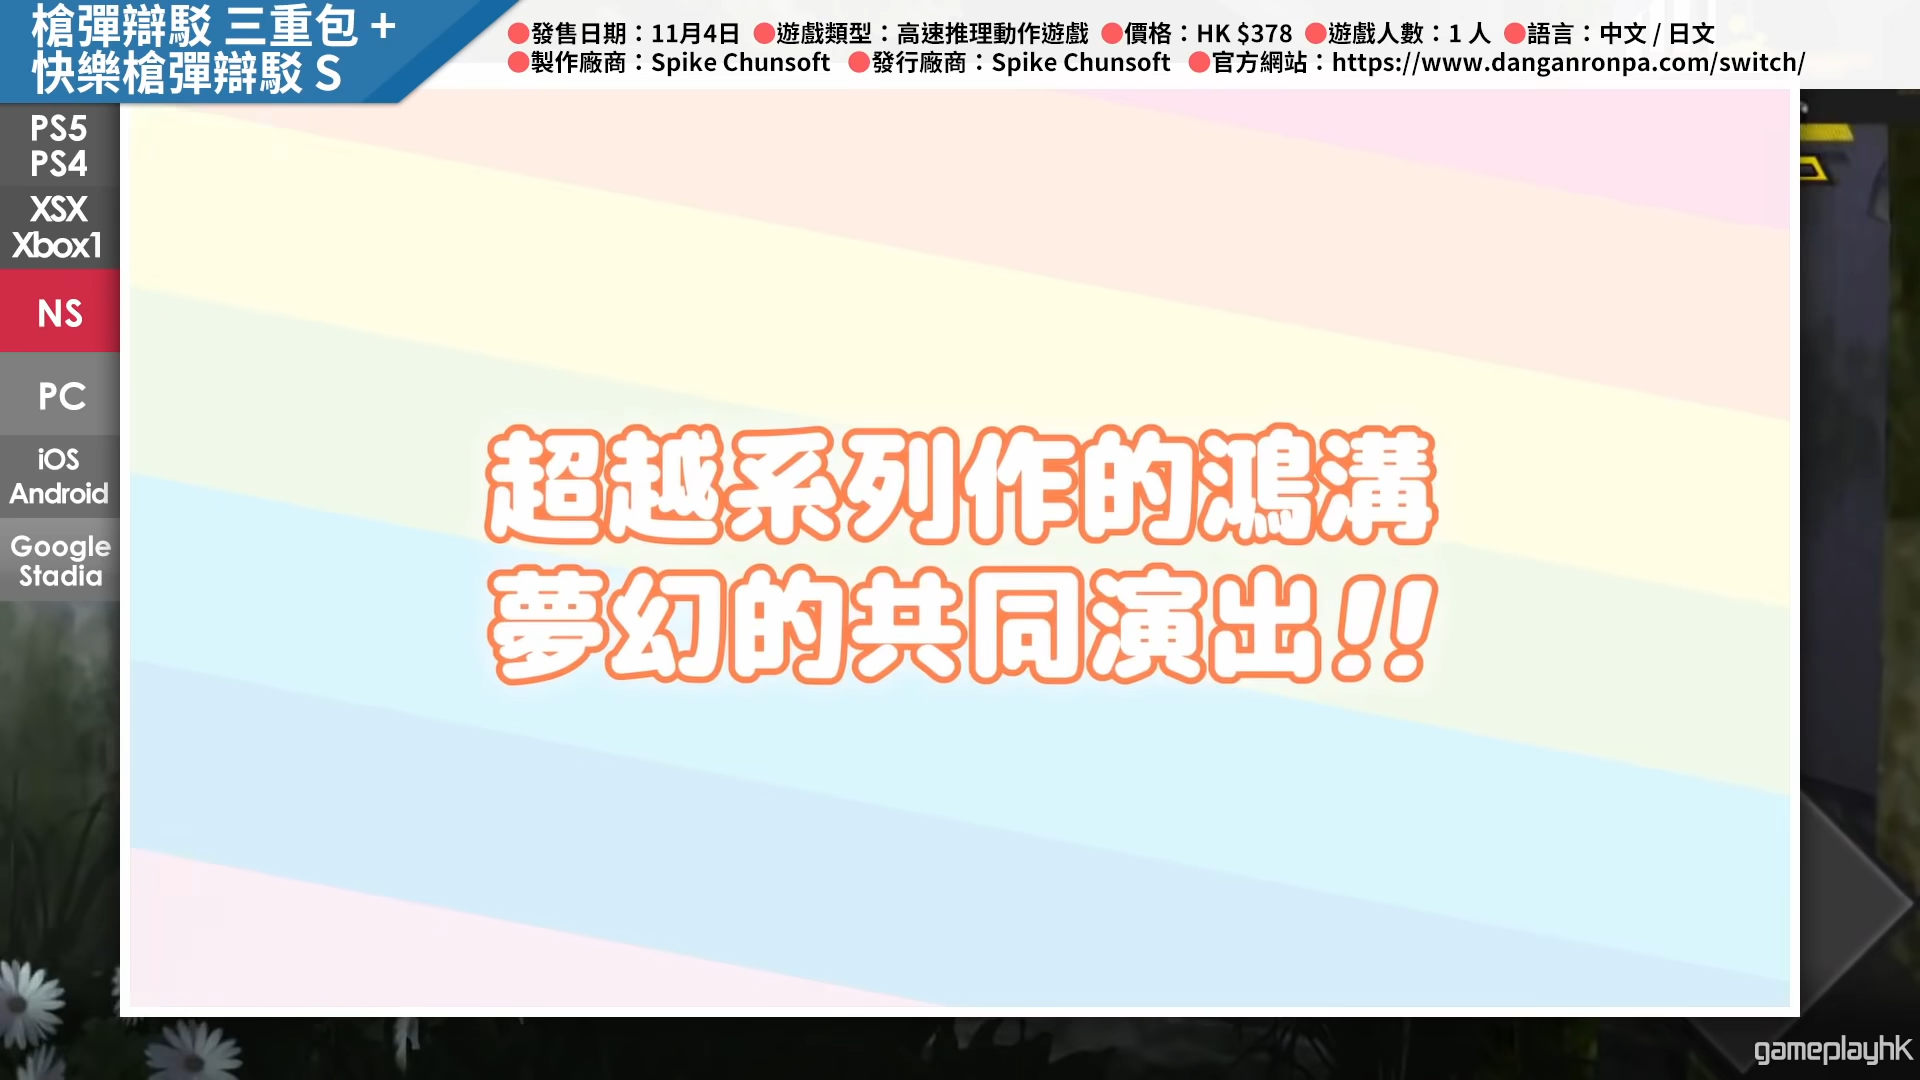 槍彈辯駁 三重包 +
快樂槍彈辯駁 S
●發售日期：11月4日 ●遊戲類型：高速推理動作遊戲 ●價格：HK $378 ●遊戲人數：1 人 ●語言：中文 / 日文
●製作廠商：Spike Chunsoft ●發行廠商：Spike Chunsoft ●官方網站：https://www.danganronpa.com/switch/
PS5
PS4
XSX
Xbox1
NS
PC
iOS
Android
Google
Stadia
超越系列作的鴻溝
夢幻的共同演出!!
gameplayhk